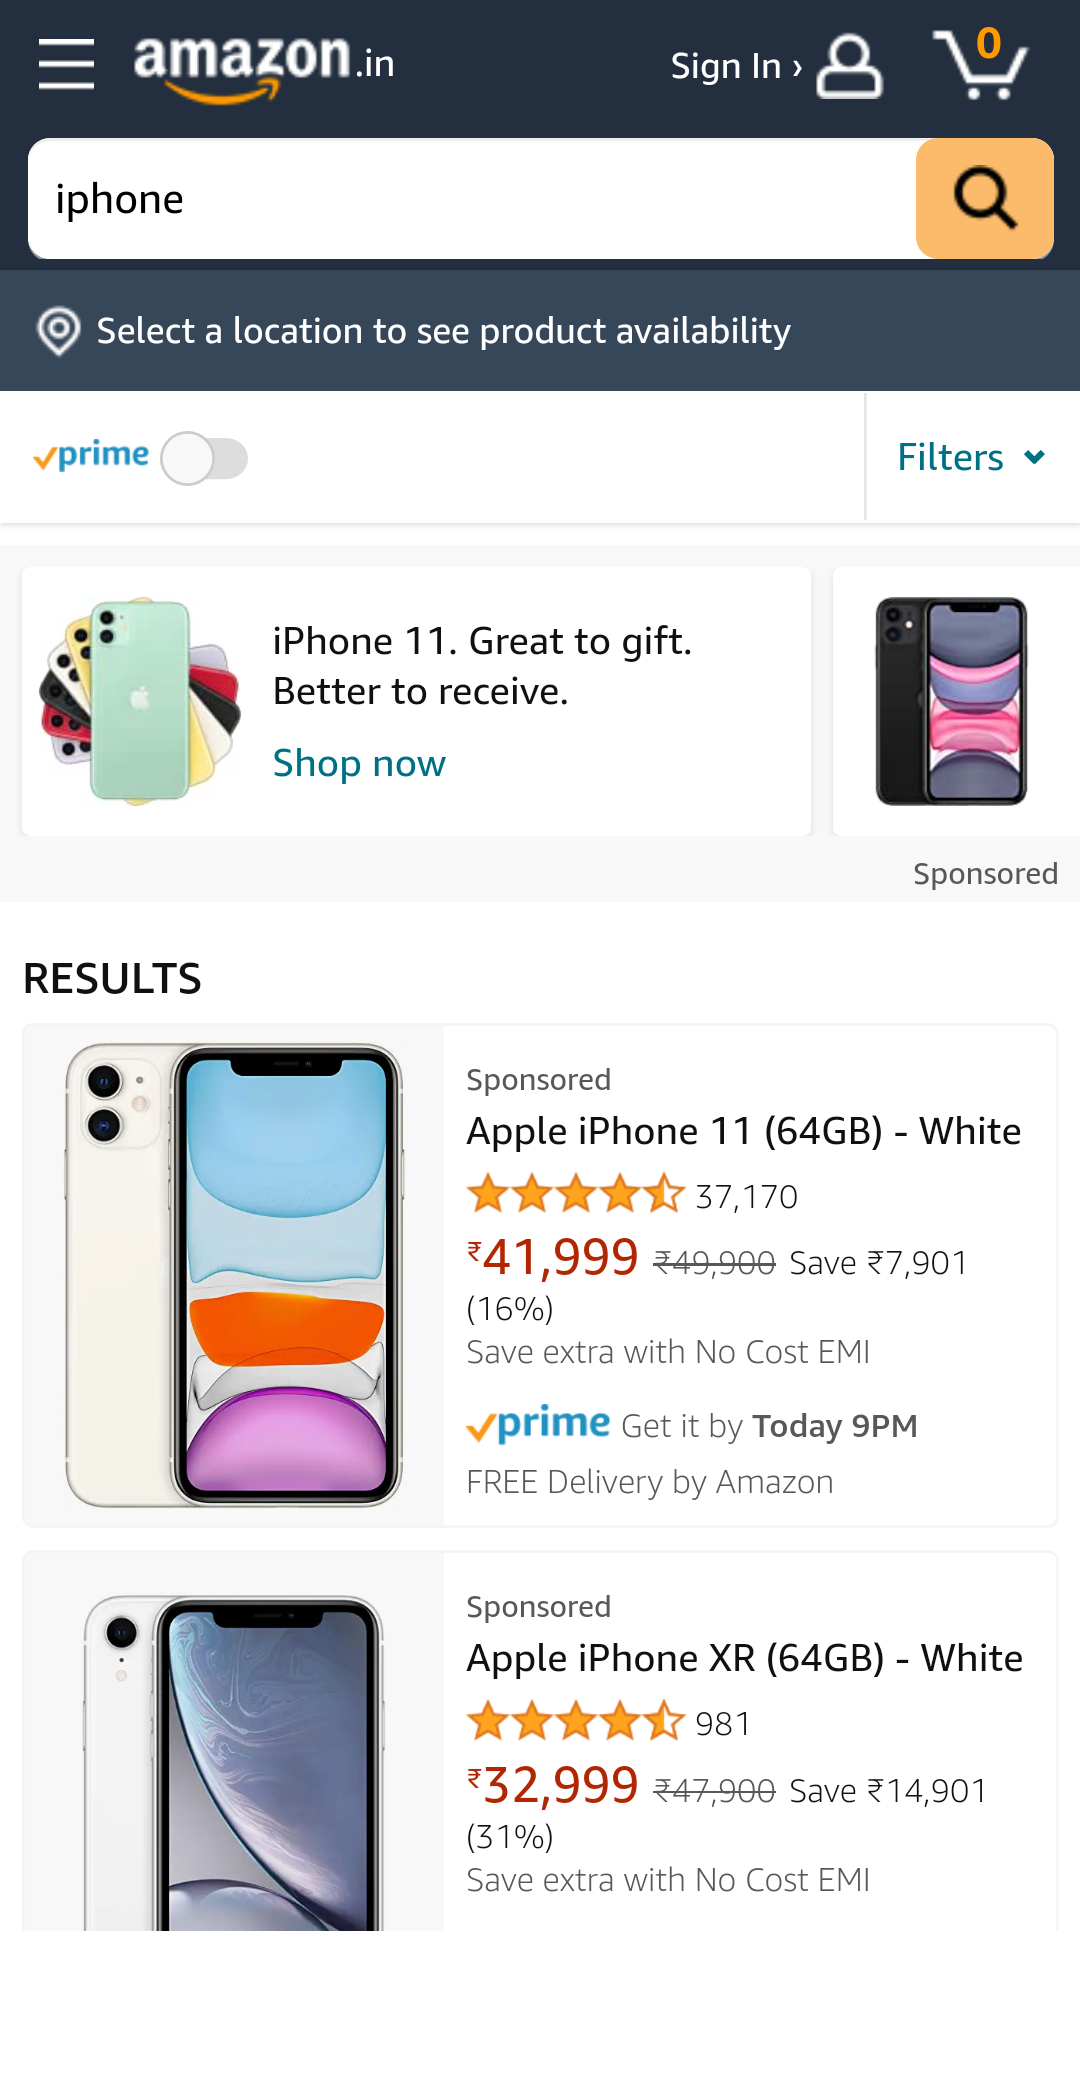 amazon.in
Sign In ›
0
iphone
Select a location to see product availability
prime
Filters
iPhone 11. Great to gift.
Better to receive.
Shop now
Sponsored
RESULTS
Sponsored
Apple iPhone 11 (64GB) - White
37,170
₹41,999 ₹49,900 Save ₹7,901
(16%)
Save extra with No Cost EMI
prime Get it by Today 9PM
FREE Delivery by Amazon
Sponsored
Apple iPhone XR (64GB) - White
981
₹32,999 ₹47,900 Save ₹14,901
(31%)
Save extra with No Cost EMI